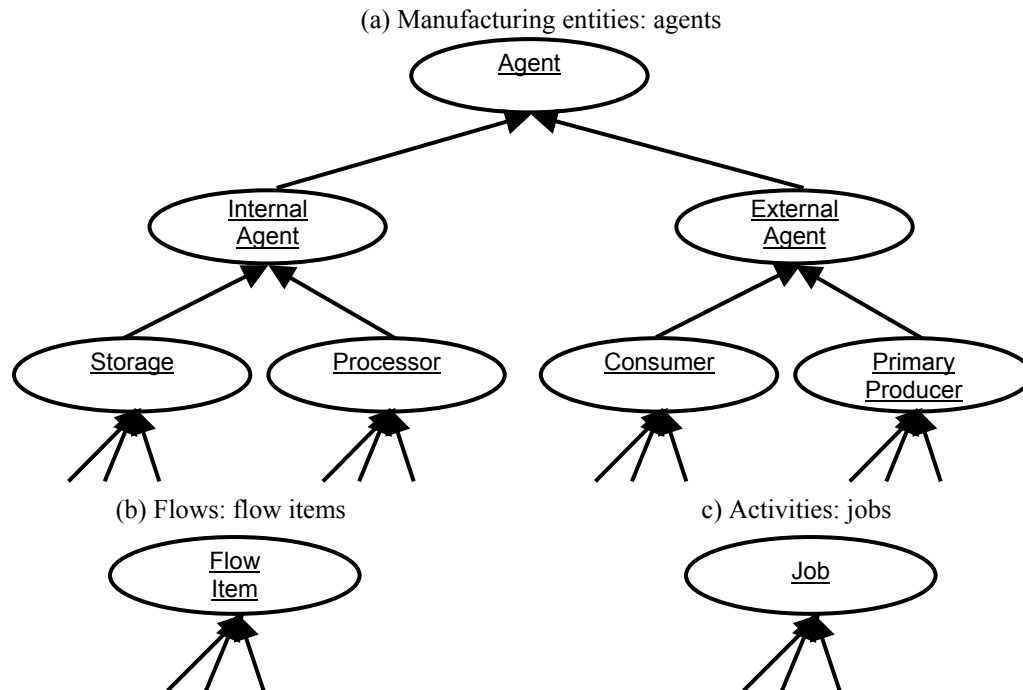 (a) Manufacturing entities: agents
Agent
Internal
Agent
External
Agent
Storage
Processor
Consumer
Primary
Producer
(b) Flows: flow items
c) Activities: jobs
Flow
Item
Job